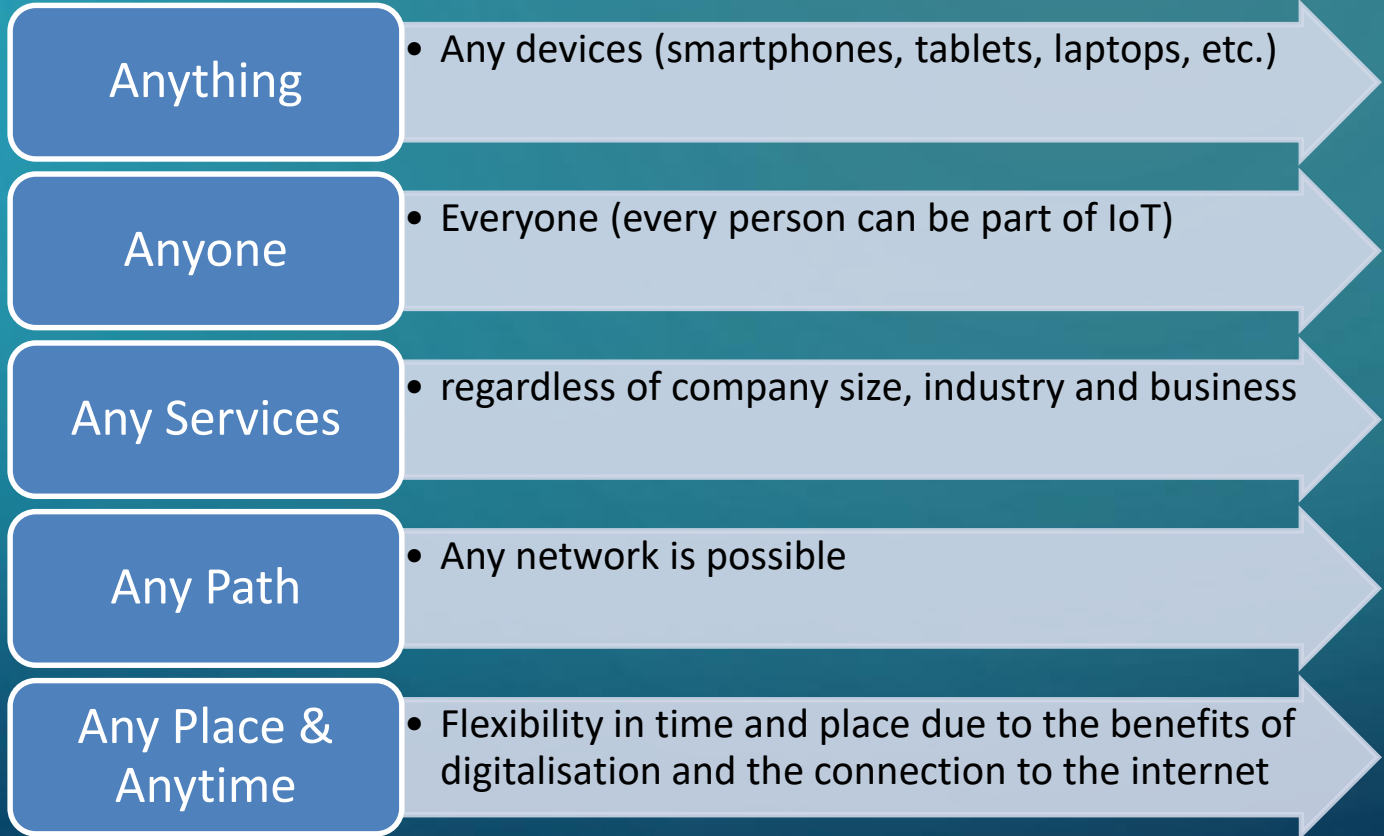 Anything
• Any devices (smartphones, tablets, laptops, etc.)
Anyone
• Everyone (every person can be part of IoT)
Any Services
• regardless of company size, industry and business
Any Path
• Any network is possible
Any Place &
Anytime
• Flexibility in time and place due to the benefits of
digitalisation and the connection to the internet